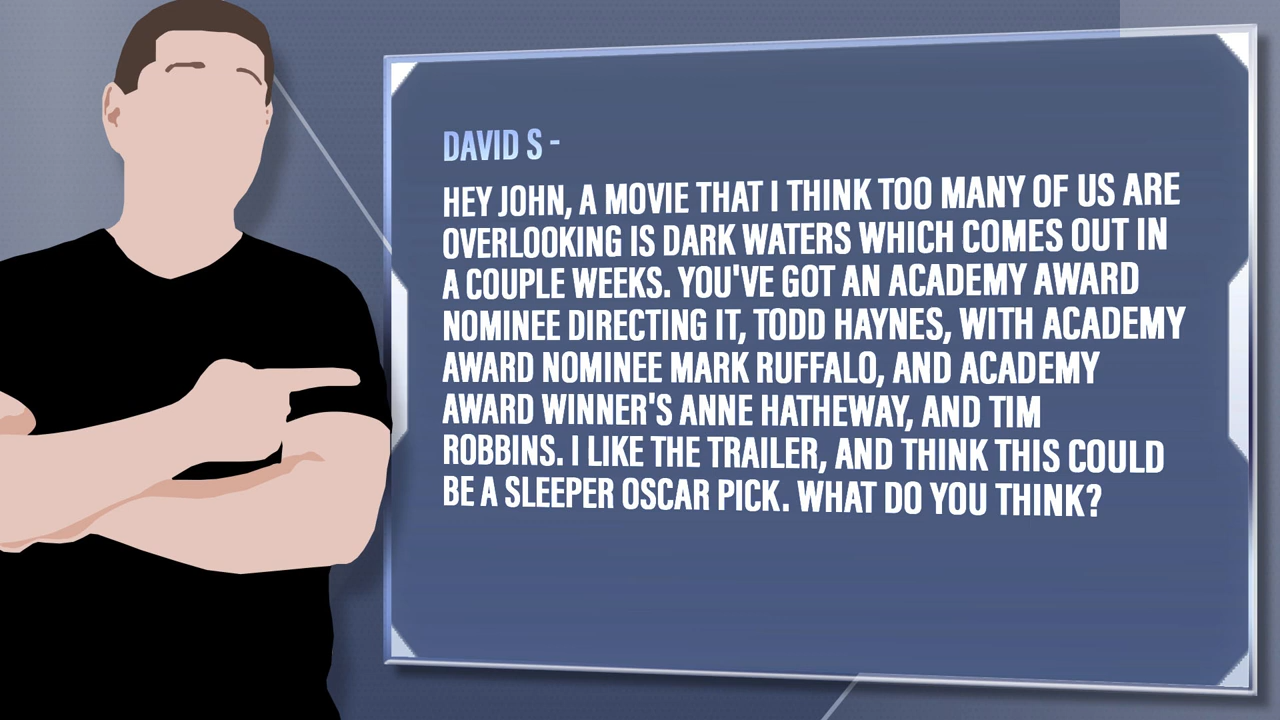 DAVID S -
HEY JOHN, A MOVIE THAT I THINK TOO MANY OF US ARE
OVERLOOKING IS DARK WATERS WHICH COMES OUT IN
A COUPLE WEEKS. YOU'VE GOT AN ACADEMY AWARD
NOMINEE DIRECTING IT, TODD HAYNES, WITH ACADEMY
AWARD NOMINEE MARK RUFFALO, AND ACADEMY
AWARD WINNER'S ANNE HATHEWAY, AND TIM
ROBBINS. I LIKE THE TRAILER, AND THINK THIS COULD
BE A SLEEPER OSCAR PICK. WHAT DO YOU THINK?